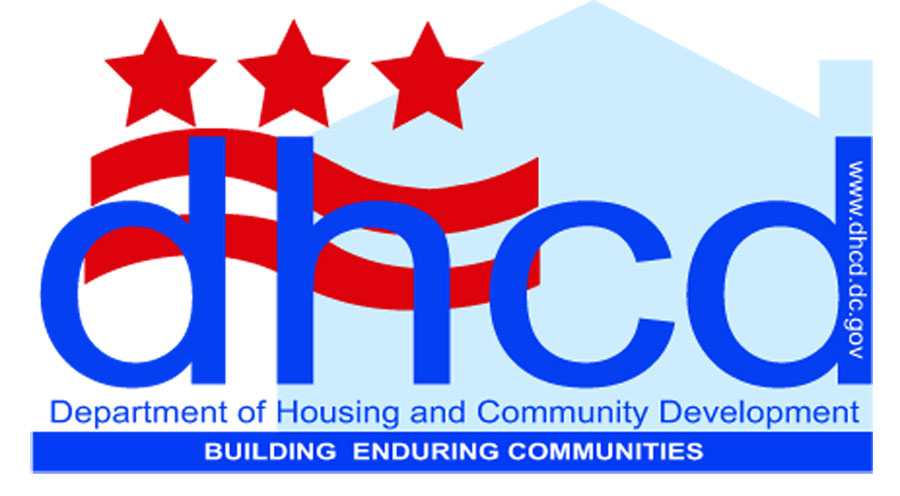 dhcd
www.dhcd.dc.gov
Department of Housing and Community Development
BUILDING ENDURING COMMUNITIES